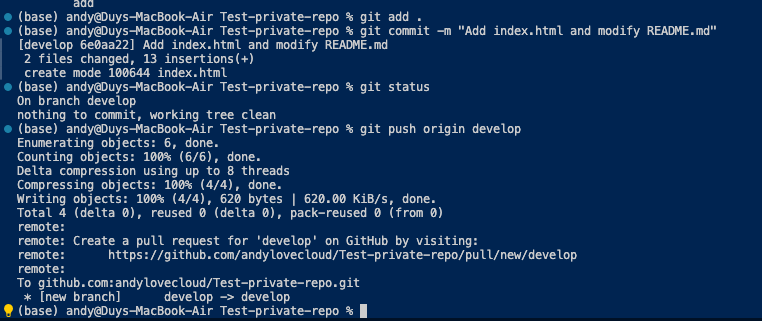 add
(base) andy@Duys-MacBook-Air Test-private-repo % git add .
(base) andy@Duys-MacBook-Air Test-private-repo % git commit -m "Add index.html and modify README.md"
[develop 6e0aa22] Add index.html and modify README.md
 2 files changed, 13 insertions(+)
 create mode 100644 index.html
(base) andy@Duys-MacBook-Air Test-private-repo % git status
On branch develop
nothing to commit, working tree clean
(base) andy@Duys-MacBook-Air Test-private-repo % git push origin develop
Enumerating objects: 6, done.
Counting objects: 100% (6/6), done.
Delta compression using up to 8 threads
Compressing objects: 100% (4/4), done.
Writing objects: 100% (4/4), 620 bytes | 620.00 KiB/s, done.
Total 4 (delta 0), reused 0 (delta 0), pack-reused 0 (from 0)
remote:
remote: Create a pull request for 'develop' on GitHub by visiting:
remote:      https://github.com/andylovecloud/Test-private-repo/pull/new/develop
remote:
To github.com:andylovecloud/Test-private-repo.git
 * [new branch]      develop -> develop
(base) andy@Duys-MacBook-Air Test-private-repo %